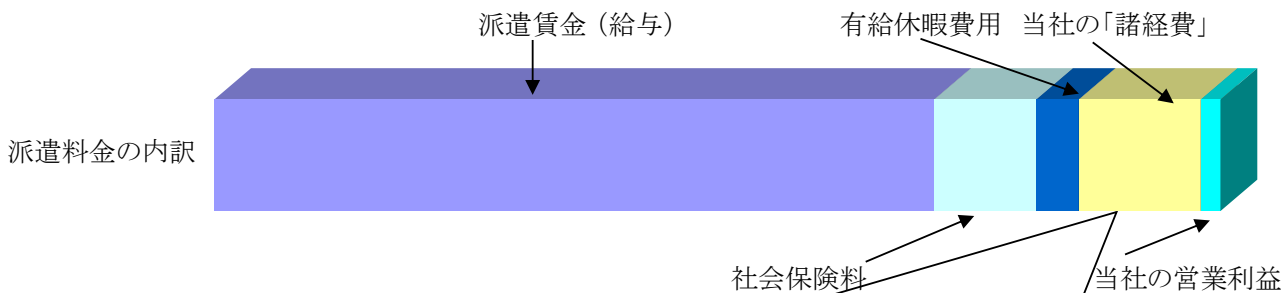 派遣賃金（給与）
有給休暇費用
当社の｢諸経費｣
派遣料金の内訳
社会保険料
当社の営業利益